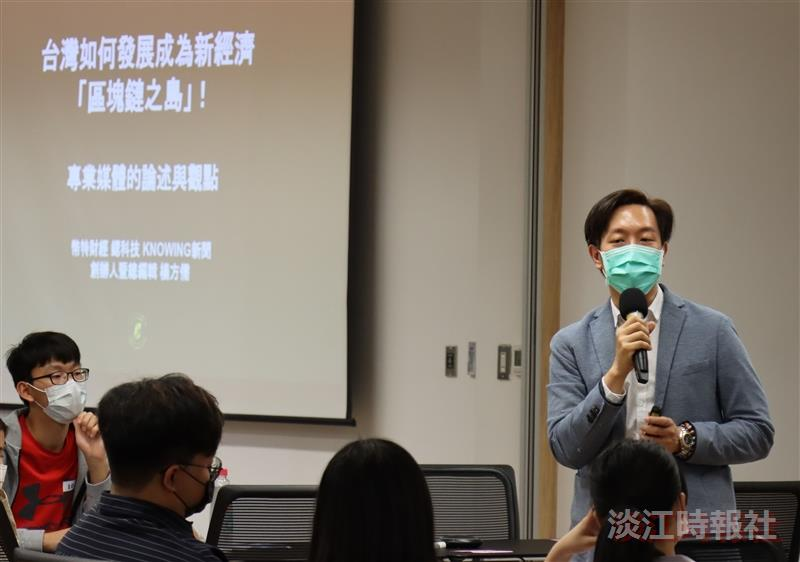 台灣如何發展成為新經濟
「區塊鏈之島」!
專業媒體的論述與觀點
幣特財經 鏈科技 KNOWING新聞
創辦人暨總編輯 楊方儒
淡江時報社